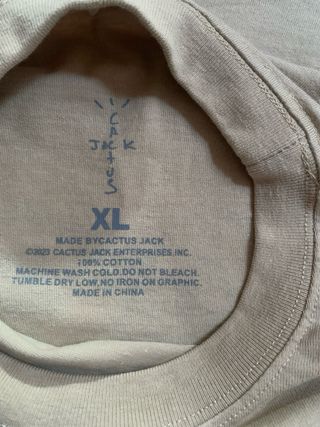 CACTUS
JACK
XL
MADE BYCACTUS JACK
©2023 CACTUS JACK ENTERPRISES,INC.
100% COTTON
MACHINE WASH COLD.DO NOT BLEACH.
TUMBLE DRY LOW,NO IRON ON GRAPHIC.
MADE IN CHINA